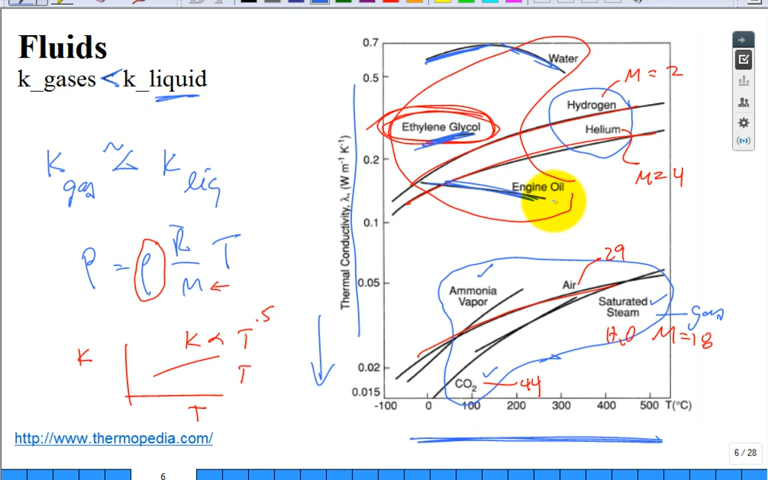 Fluids
k_gases < k_liquid
K gas ~< K liq
P = ρ R/M T
K
K ∝ T^.5
T
T
http://www.thermopedia.com/
Thermal Conductivity, λ, (W m⁻¹ K⁻¹)
0.7
0.5
0.2
0.1
0.05
0.02
0.015
Water
M = 2
Hydrogen
Ethylene Glycol
Helium
M = 4
Engine Oil
29
Air
Ammonia
Vapor
Saturated
Steam
gas
H₂O M = 18
CO₂
44
-100 0 100 200 300 400 500 T(°C)
6 / 28
6